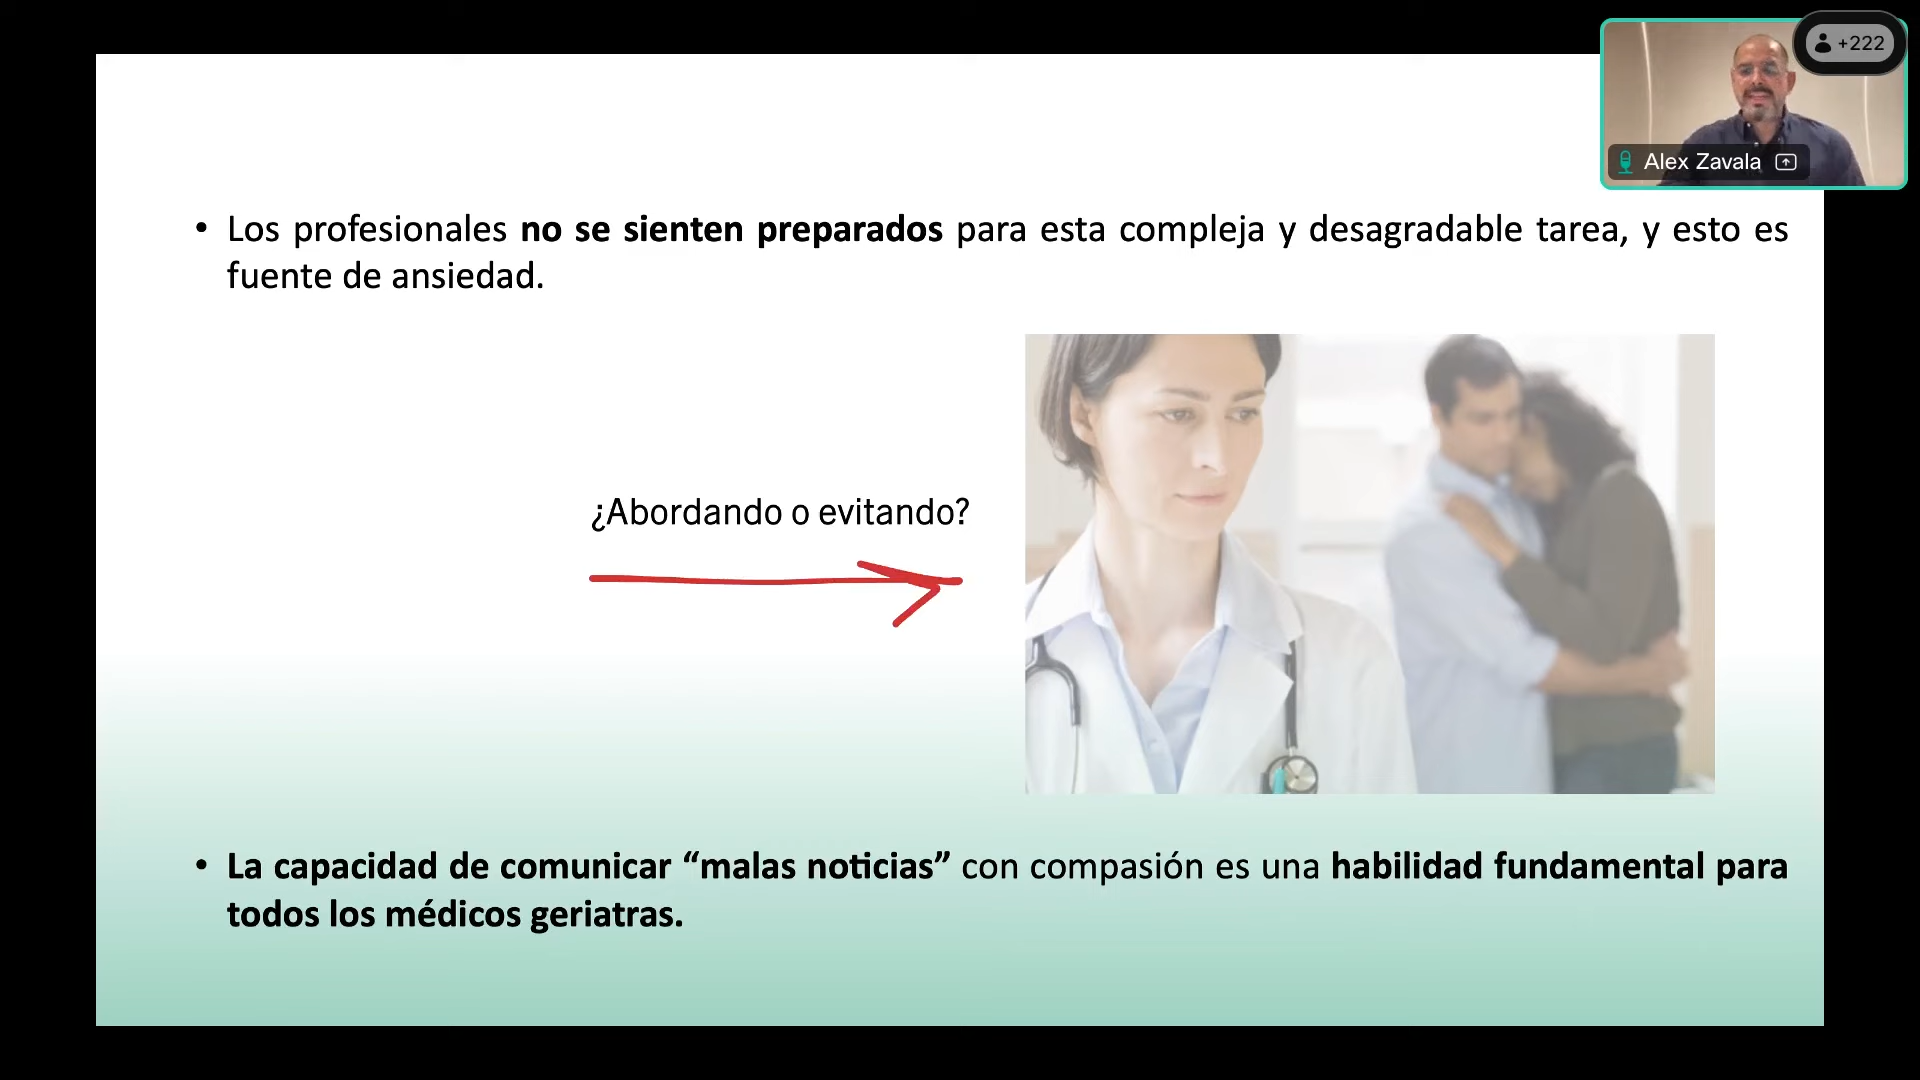 +222
Alex Zavala
• Los profesionales no se sienten preparados para esta compleja y desagradable tarea, y esto es
fuente de ansiedad.
¿Abordando o evitando?
• La capacidad de comunicar “malas noticias” con compasión es una habilidad fundamental para
todos los médicos geriatras.